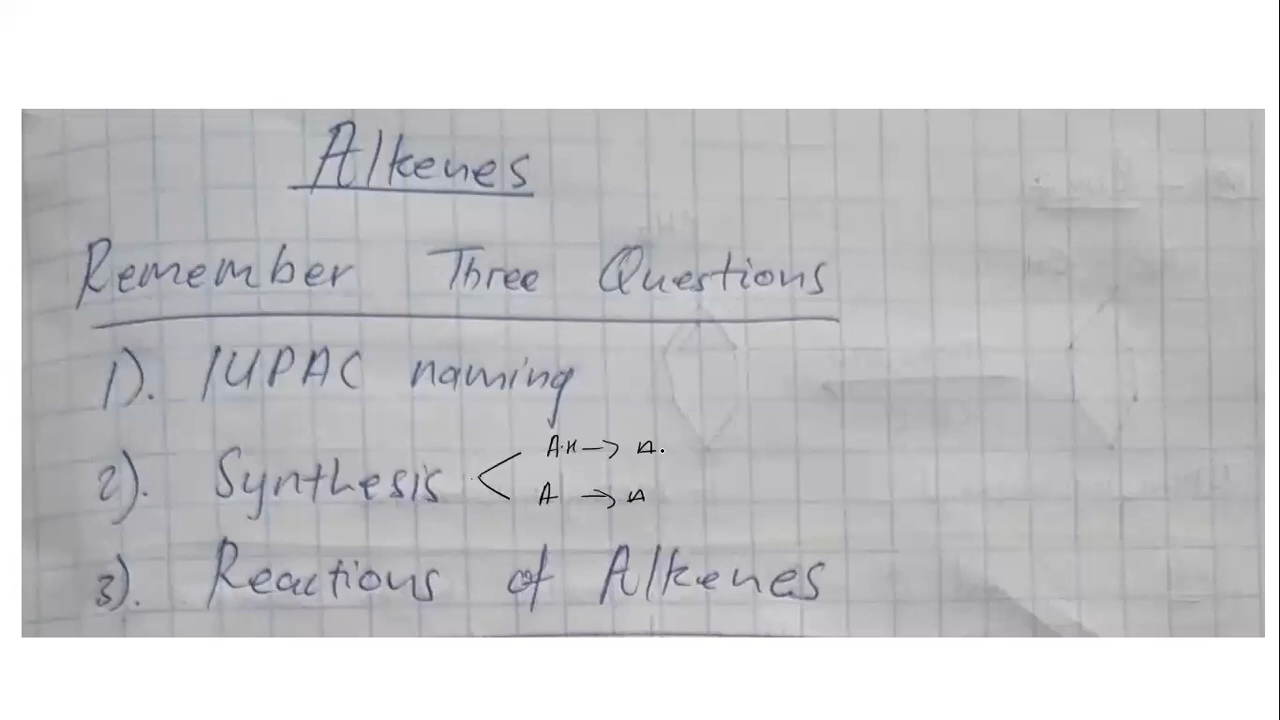 Alkenes
Remember Three Questions
1). IUPAC naming
A.H →
2). Synthesis <
A →
3). Reactions of Alkenes